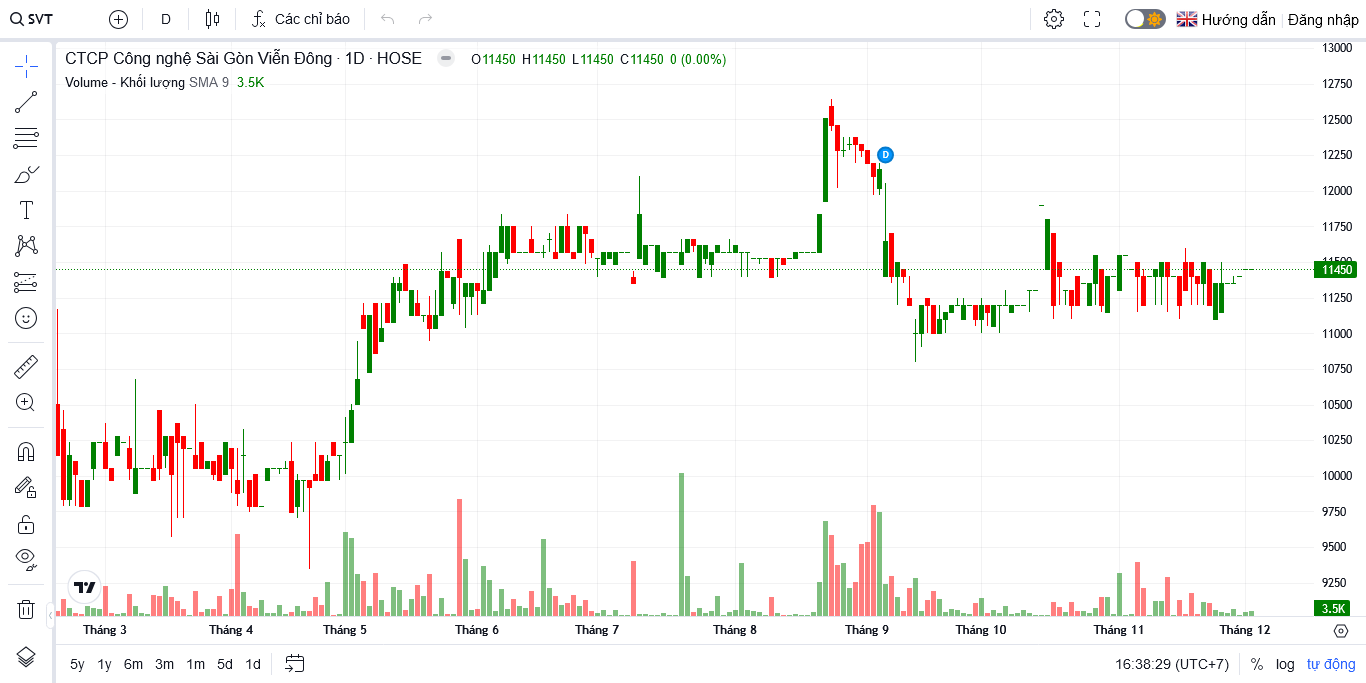 SVT D Các chỉ báo Hướng dẫn Đăng nhập
CTCP Công nghệ Sài Gòn Viễn Đông · 1D · HOSE O11450 H11450 L11450 C11450 0 (0.00%)
Volume - Khối lượng SMA 9 3.5K
13000
12750
12500
12250
12000
11750
11500
11450
11250
11000
10750
10500
10250
10000
9750
9500
9250
3.5K
D
Tháng 3 Tháng 4 Tháng 5 Tháng 6 Tháng 7 Tháng 8 Tháng 9 Tháng 10 Tháng 11 Tháng 12
5y 1y 6m 3m 1m 5d 1d 16:38:29 (UTC+7) % log tự động